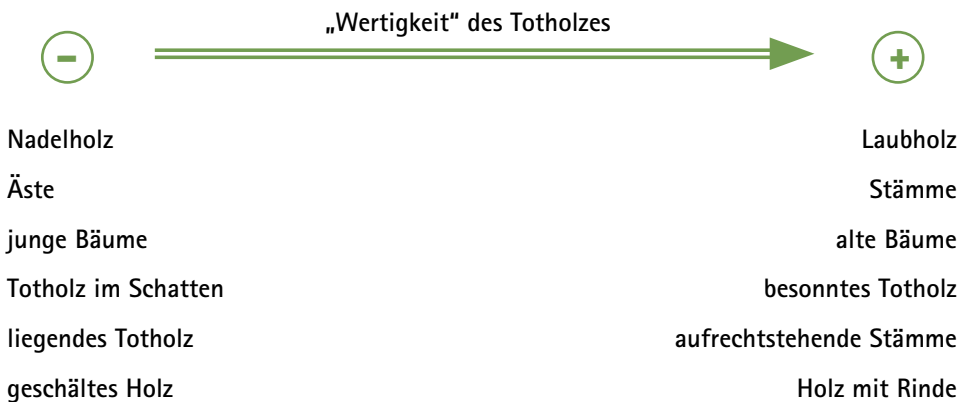 „Wertigkeit“ des Totholzes
– +
Nadelholz Laubholz
Äste Stämme
junge Bäume alte Bäume
Totholz im Schatten besonntes Totholz
liegendes Totholz aufrechtstehende Stämme
geschältes Holz Holz mit Rinde